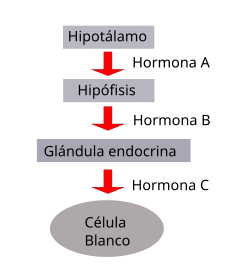 Hipotálamo
Hormona A
Hipófisis
Hormona B
Glándula endocrina
Hormona C
Célula
Blanco